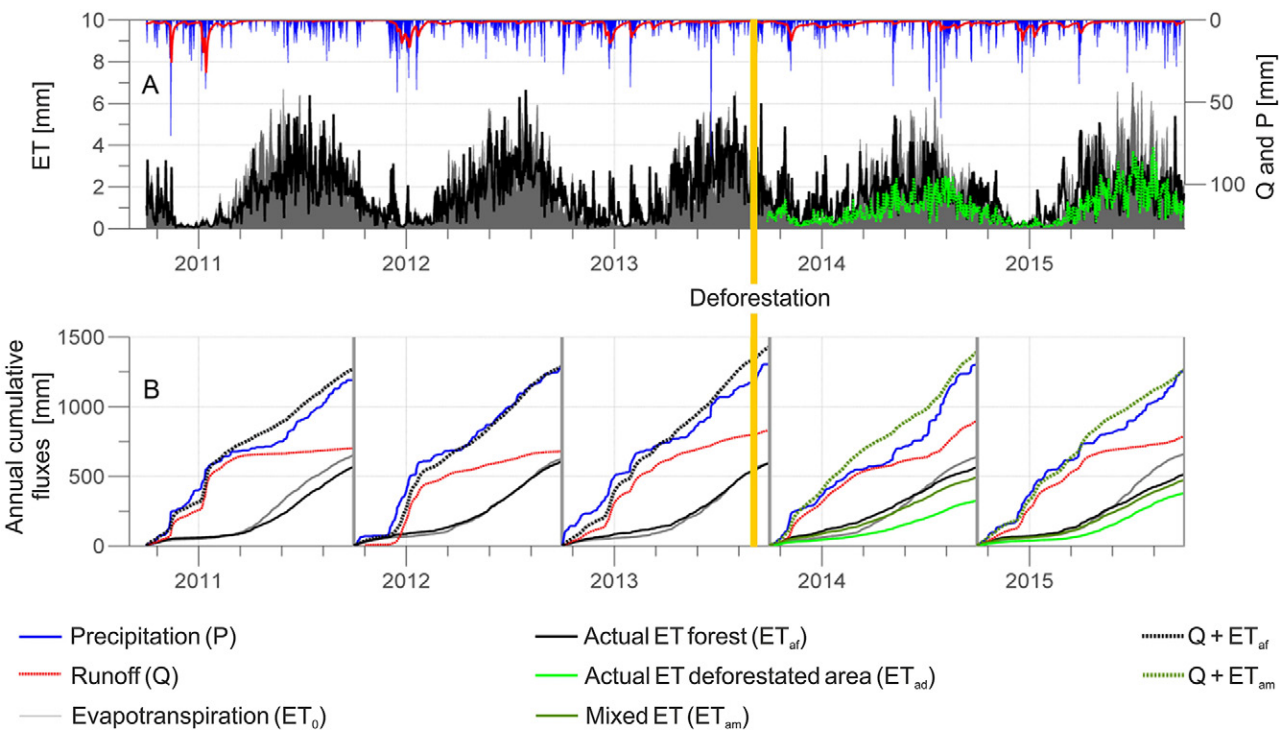 10
8
6
4
2
0
ET [mm]
A
0
50
100
Q and P [mm]
2011 2012 2013 2014 2015
Deforestation
1500
1000
500
0
Annual cumulative
fluxes [mm]
B
2011 2012 2013 2014 2015
Precipitation (P)
Actual ET forest (ETaf)
Q + ETaf
Runoff (Q)
Actual ET deforestated area (ETad)
Q + ETam
Evapotranspiration (ET0)
Mixed ET (ETam)